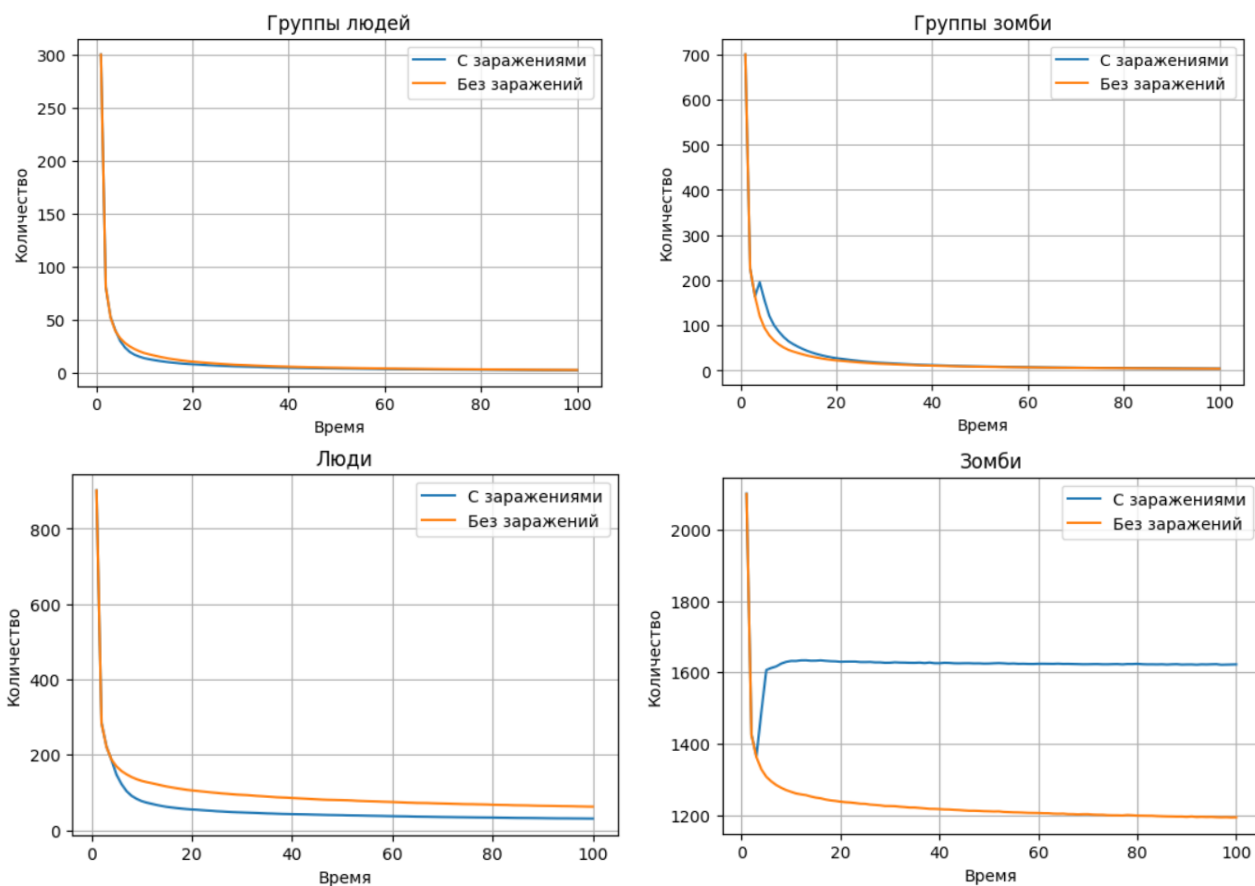 Группы людей
300
250
200
150
100
50
0
Количество
С заражениями
Без заражений
0 20 40 60 80 100
Время
Группы зомби
700
600
500
400
300
200
100
0
Количество
С заражениями
Без заражений
0 20 40 60 80 100
Время
Люди
800
600
400
200
0
Количество
С заражениями
Без заражений
0 20 40 60 80 100
Время
Зомби
2000
1800
1600
1400
1200
Количество
С заражениями
Без заражений
0 20 40 60 80 100
Время